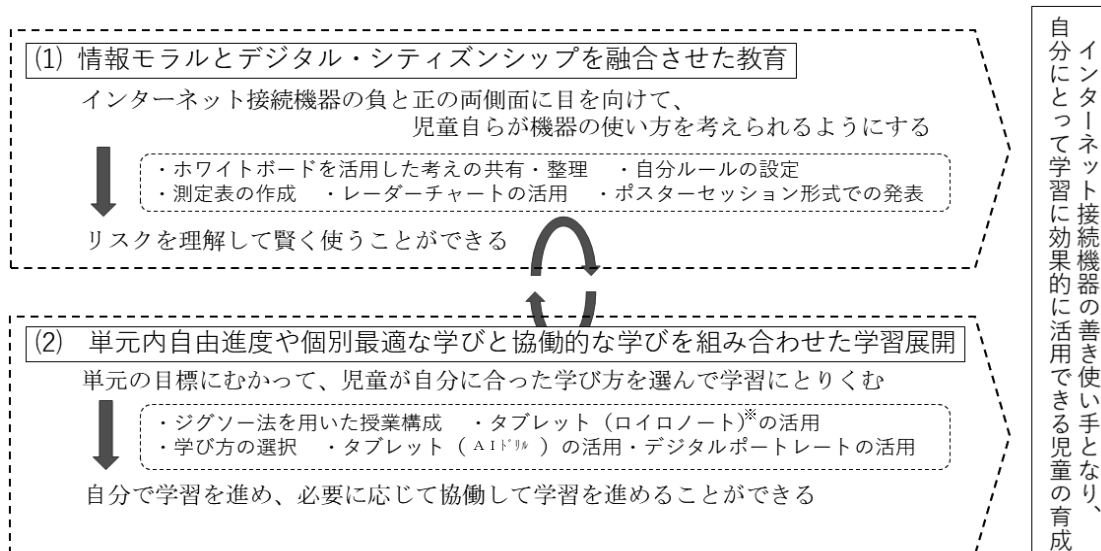 (1) 情報モラルとデジタル・シティズンシップを融合させた教育
インターネット接続機器の負と正の両側面に目を向けて、
児童自らが機器の使い方を考えられるようにする
・ホワイトボードを活用した考えの共有・整理　・自分ルールの設定
・測定表の作成　・レーダーチャートの活用　・ポスターセッション形式での発表
リスクを理解して賢く使うことができる
(2) 単元内自由進度や個別最適な学びと協働的な学びを組み合わせた学習展開
単元の目標にむかって、児童が自分に合った学び方を選んで学習にとりくむ
・ジグソー法を用いた授業構成　・タブレット（ロイロノート）※の活用
・学び方の選択　・タブレット（ＡＩﾄﾞﾘﾙ）の活用・デジタルポートレートの活用
自分で学習を進め、必要に応じて協働して学習を進めることができる
インターネット接続機器の善き使い手となり、
自分にとって学習に効果的に活用できる児童の育成